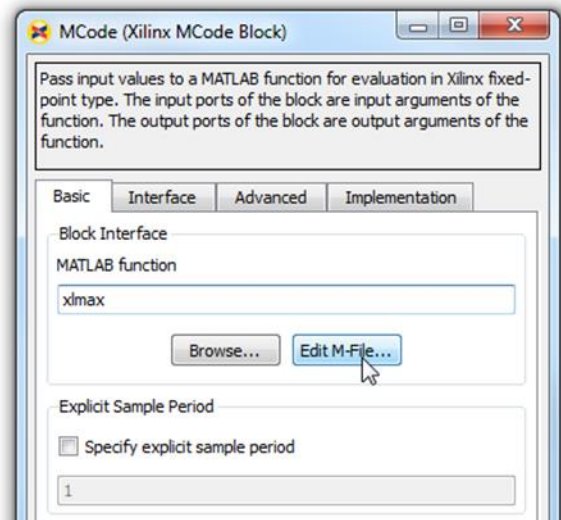 MCode (Xilinx MCode Block)
Pass input values to a MATLAB function for evaluation in Xilinx fixed-
point type. The input ports of the block are input arguments of the
function. The output ports of the block are output arguments of the
function.
Basic Interface Advanced Implementation
Block Interface
MATLAB function
xlmax
Browse... Edit M-File...
Explicit Sample Period
Specify explicit sample period
1